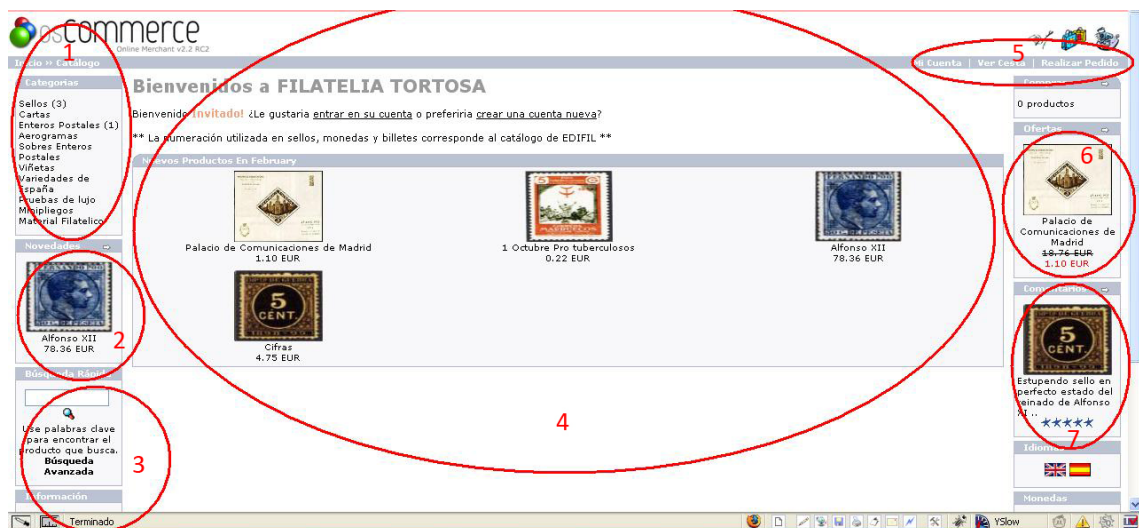 osCommerce
Online Merchant v2.2 RC2
Inicio » Catálogo
Mi Cuenta | Ver Cesta | Realizar Pedido
1
5
Categorias
Sellos (3)
Cartas
Enteros Postales (1)
Aerogramas
Sobres Enteros
Postales
Viñetas
Variedades de
España
Pruebas de lujo
Minipliegos
Material Filatelico
Novedades
Alfonso XII
78.36 EUR
2
Búsqueda Rápida
Use palabras clave
para encontrar el
producto que busca.
Búsqueda
Avanzada
3
Información
Bienvenidos a FILATELIA TORTOSA
Bienvenido Invitado! ¿Le gustaria entrar en su cuenta o preferiria crear una cuenta nueva?
** La numeración utilizada en sellos, monedas y billetes corresponde al catálogo de EDIFIL **
Nuevos Productos En February
Palacio de Comunicaciones de Madrid
1.10 EUR
1 Octubre Pro tuberculosos
0.22 EUR
Alfonso XII
78.36 EUR
5
CENT.
Cifras
4.75 EUR
4
Compras
0 productos
Ofertas
6
Palacio de
Comunicaciones de
Madrid
18.76 EUR
1.10 EUR
Comentarios
5
CENT.
Estupendo sello en
perfecto estado del
reinado de Alfonso
XI ..
7
Idiomas
Monedas
Terminado
YSlow